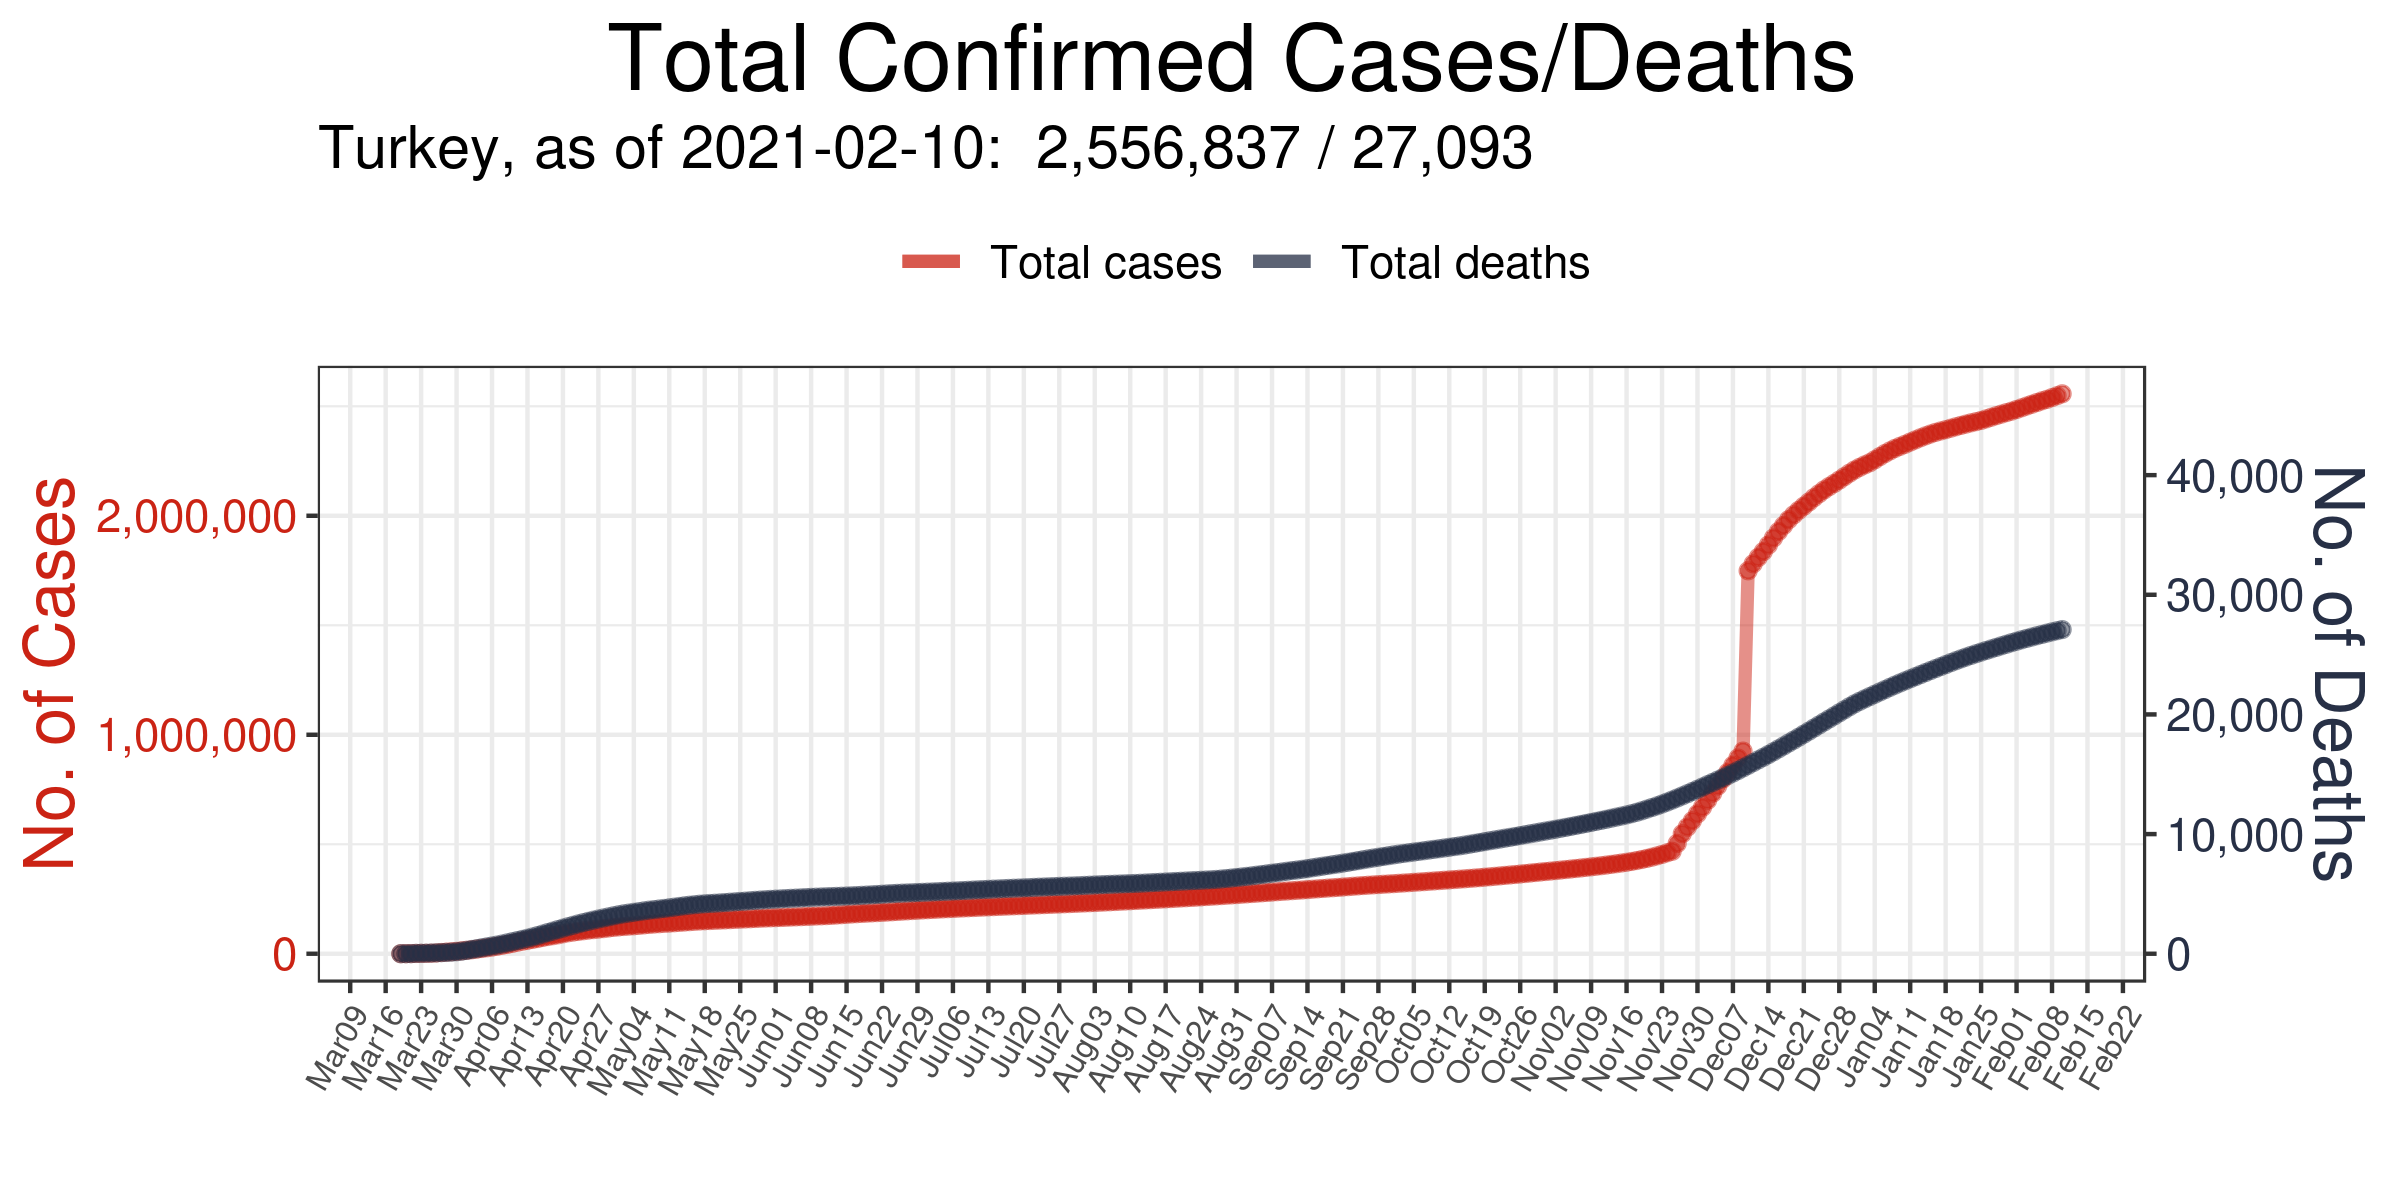 Total Confirmed Cases/Deaths
Turkey, as of 2021-02-10:  2,556,837 / 27,093
Total cases
Total deaths
No. of Cases
2,000,000
1,000,000
0
40,000
30,000
20,000
10,000
0
No. of Deaths
Mar09
Mar16
Mar23
Mar30
Apr06
Apr13
Apr20
Apr27
May04
May11
May18
May25
Jun01
Jun08
Jun15
Jun22
Jun29
Jul06
Jul13
Jul20
Jul27
Aug03
Aug10
Aug17
Aug24
Aug31
Sep07
Sep14
Sep21
Sep28
Oct05
Oct12
Oct19
Oct26
Nov02
Nov09
Nov16
Nov23
Nov30
Dec07
Dec14
Dec21
Dec28
Jan04
Jan11
Jan18
Jan25
Feb01
Feb08
Feb15
Feb22